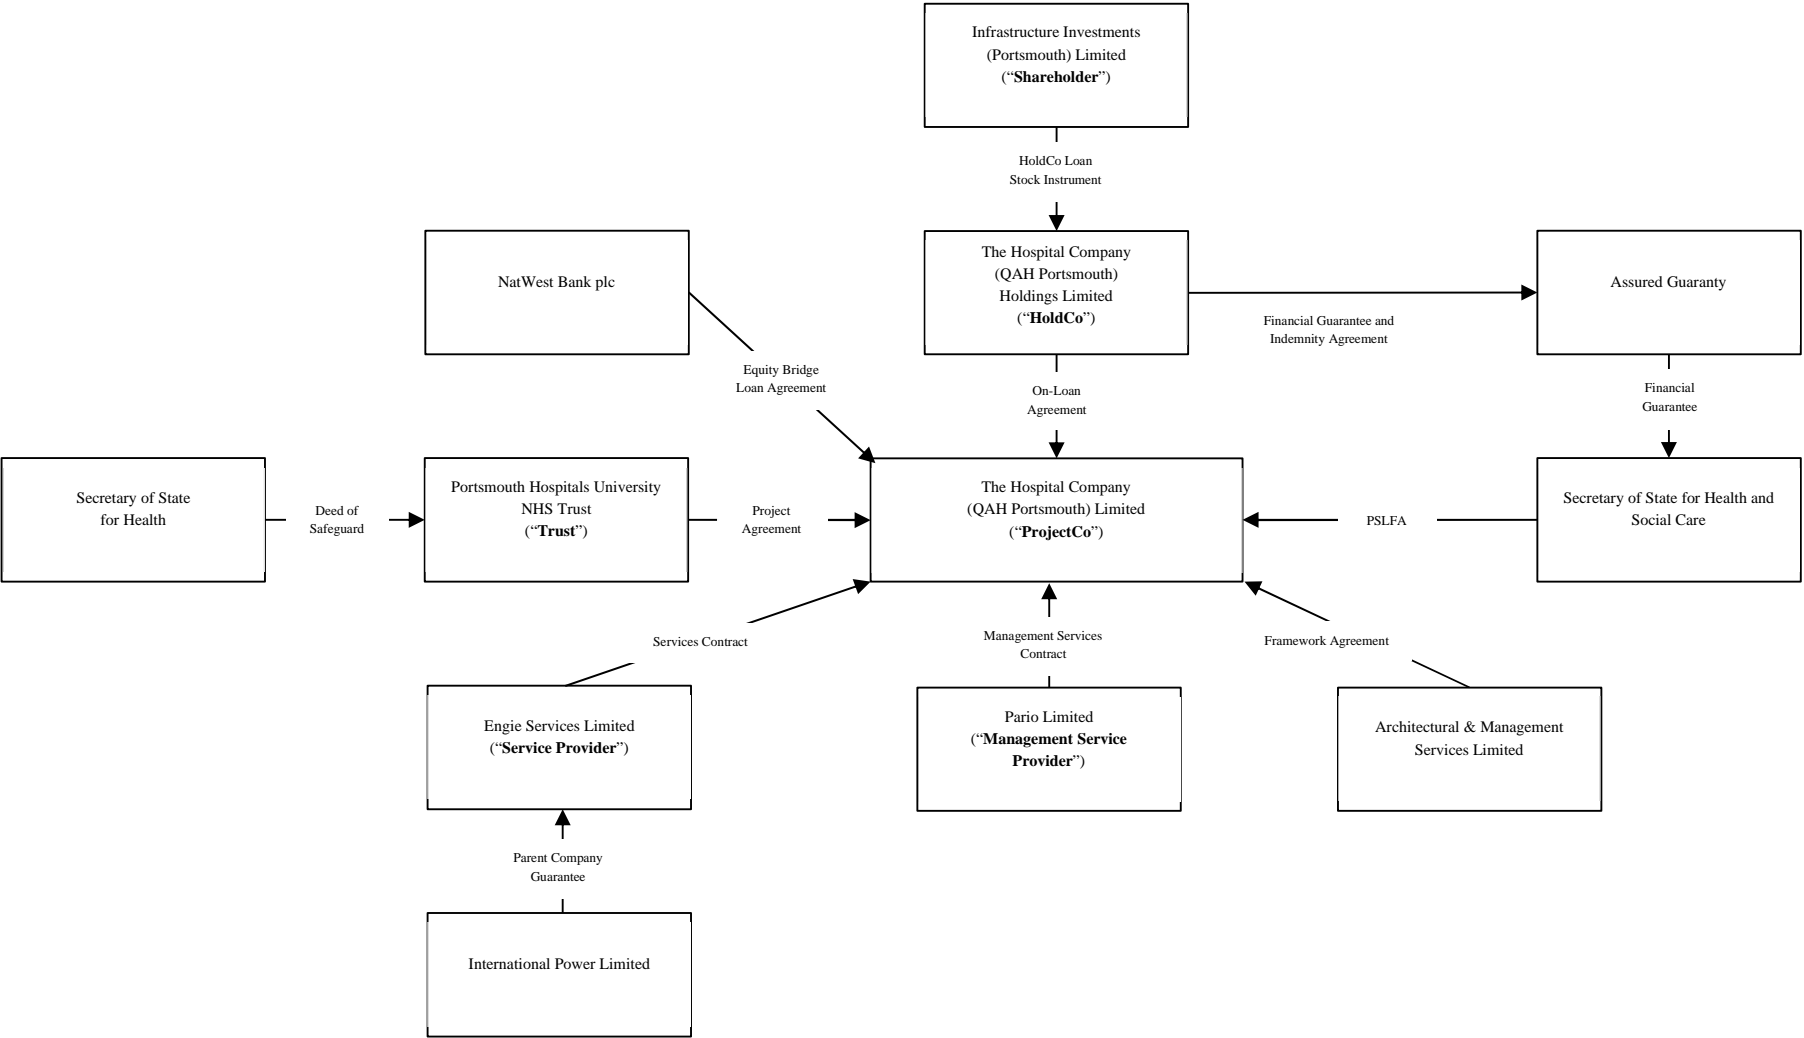 Infrastructure Investments
(Portsmouth) Limited
(“Shareholder”)
HoldCo Loan
Stock Instrument
NatWest Bank plc
The Hospital Company
(QAH Portsmouth)
Holdings Limited
(“HoldCo”)
Assured Guaranty
Financial Guarantee and
Indemnity Agreement
Equity Bridge
Loan Agreement
On-Loan
Agreement
Financial
Guarantee
Secretary of State
for Health
Deed of
Safeguard
Portsmouth Hospitals University
NHS Trust
(“Trust”)
Project
Agreement
The Hospital Company
(QAH Portsmouth) Limited
(“ProjectCo”)
PSLFA
Secretary of State for Health and
Social Care
Services Contract
Management Services
Contract
Framework Agreement
Engie Services Limited
(“Service Provider”)
Pario Limited
(“Management Service
Provider”)
Architectural & Management
Services Limited
Parent Company
Guarantee
International Power Limited